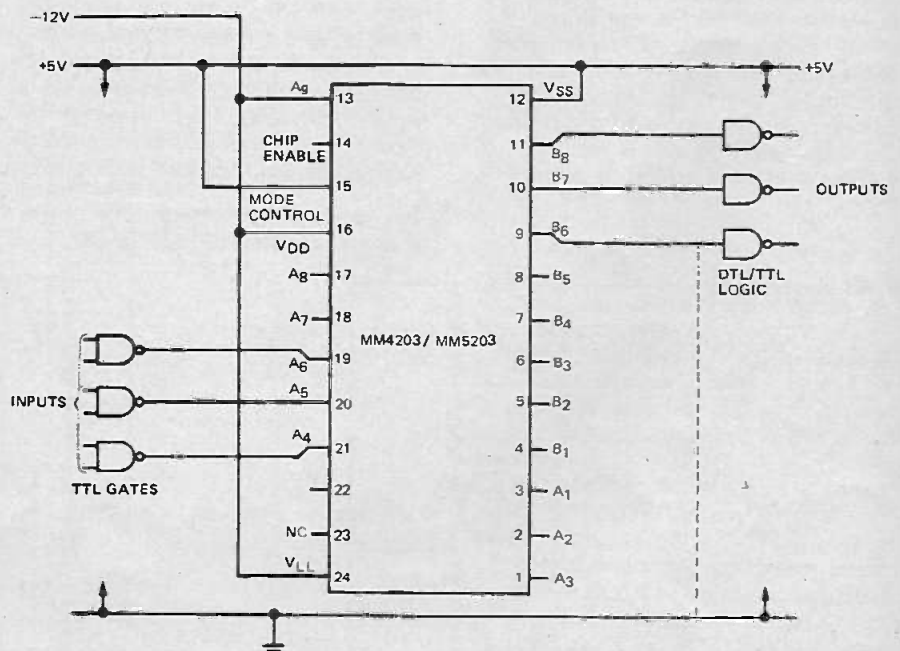 -12V
+5V
+5V
A9
13
VSS
12
CHIP
ENABLE
14
11
B8
15
10
B7
OUTPUTS
MODE
CONTROL
16
9
B6
VDD
A8
17
8
B5
DTL/TTL
LOGIC
A7
18
7
B4
MM4203/ MM5203
19
A6
6
B3
INPUTS
A5
20
5
B2
A4
21
4
B1
TTL GATES
22
3
A1
NC
23
2
A2
VLL
24
1
A3